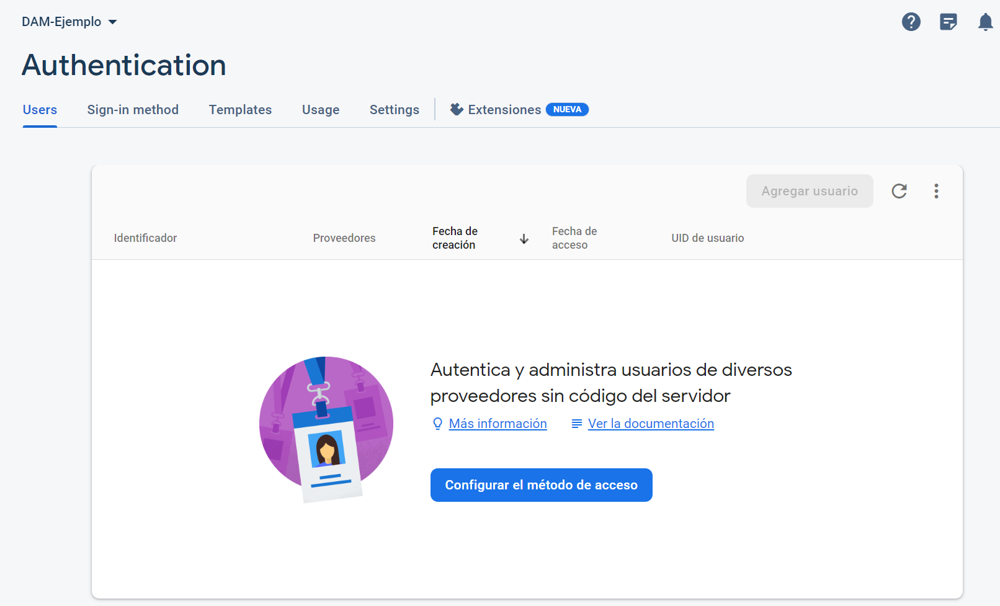 DAM-Ejemplo
Authentication
Users Sign-in method Templates Usage Settings Extensiones NUEVA
Agregar usuario
Identificador Proveedores Fecha de creación Fecha de acceso UID de usuario
Autentica y administra usuarios de diversos
proveedores sin código del servidor
Más información Ver la documentación
Configurar el método de acceso